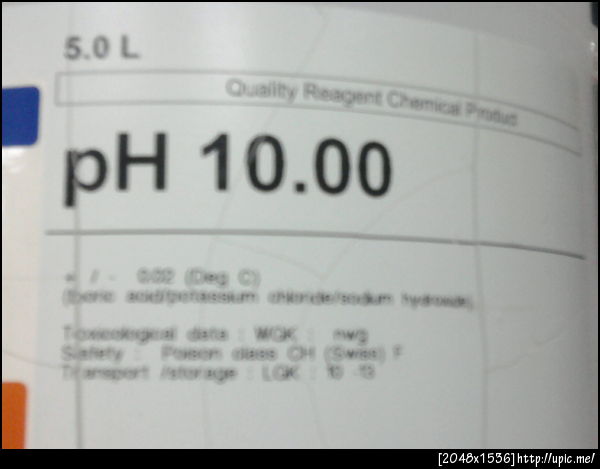 5.0 L
Quality Reagent Chemical Product
pH 10.00
+ / - 0.02 (Deg C)
(boric acid/potassium chloride/sodium hydroxide)
Toxicological data : WGK : nwg
Safety : Poison class CH (Swiss) F
Transport /storage : LGK : 10 -13
[2048x1536]http://upic.me/